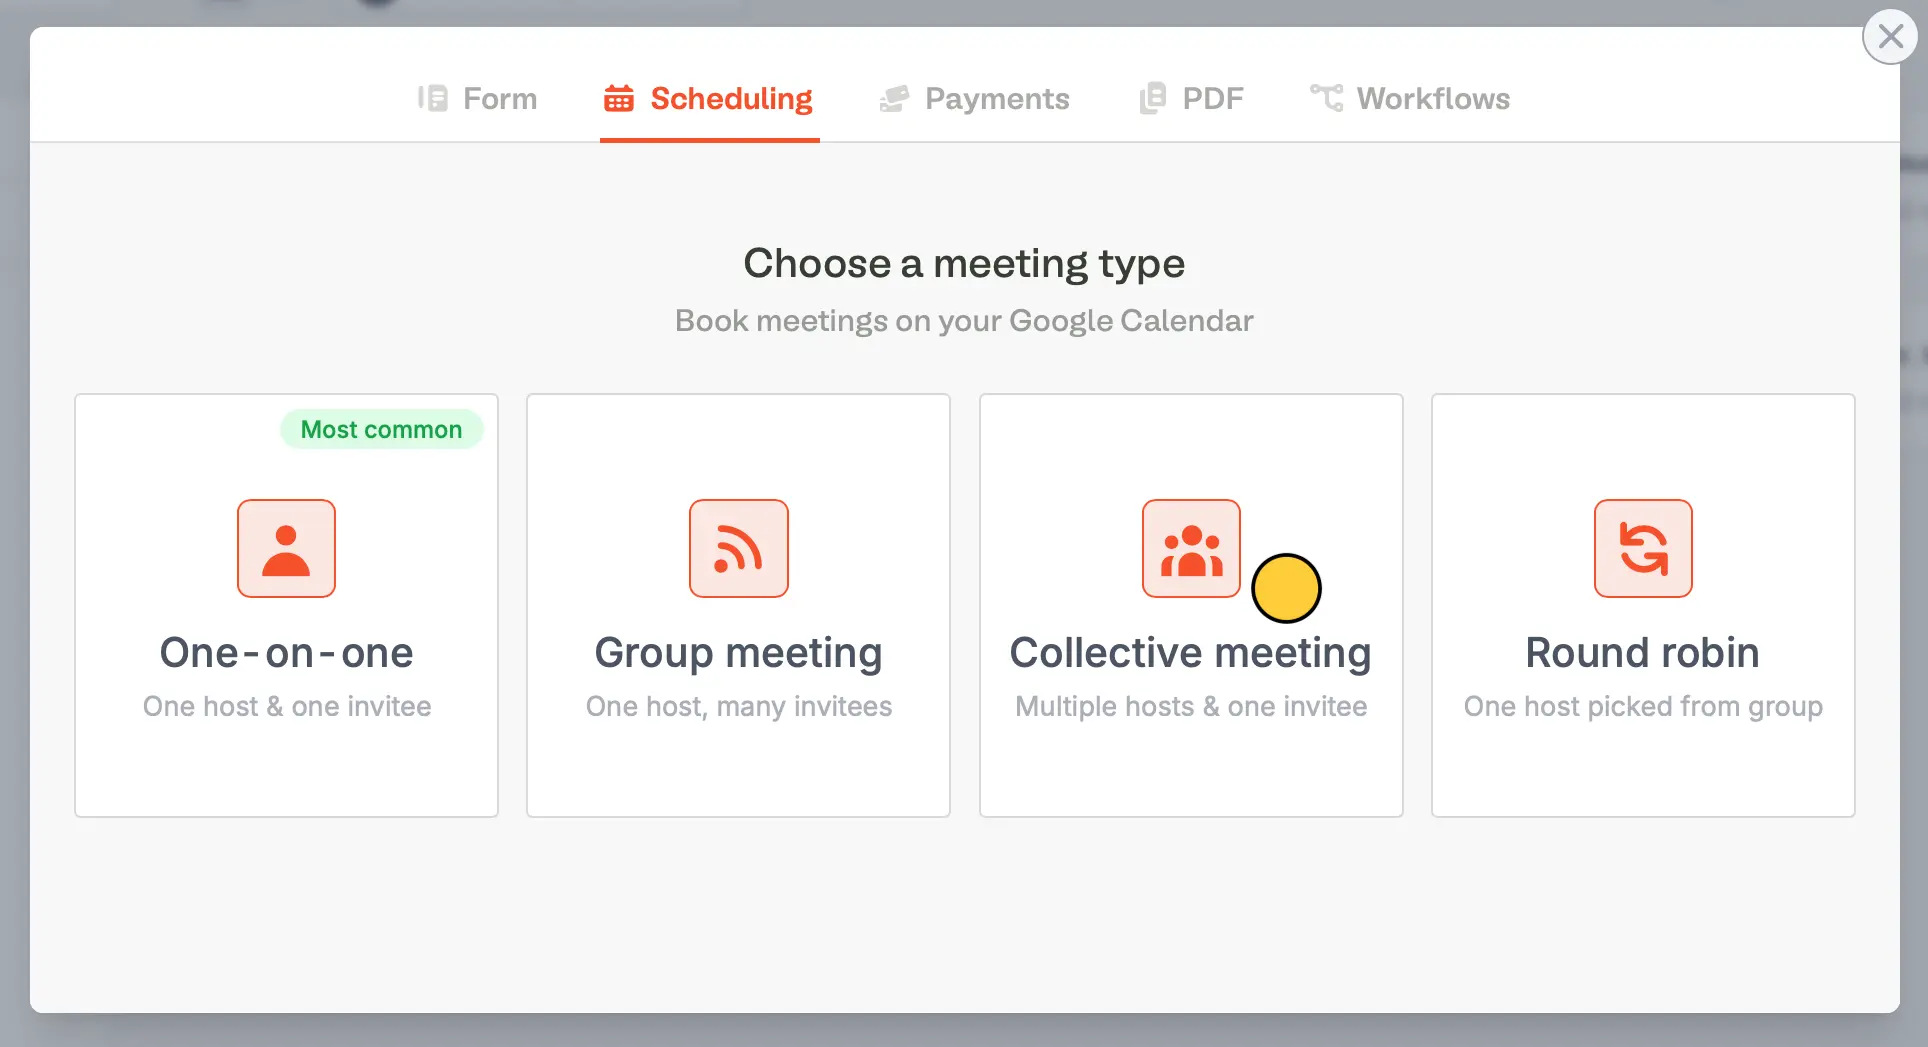 Form
Scheduling
Payments
PDF
Workflows
Choose a meeting type
Book meetings on your Google Calendar
Most common
One-on-one
One host & one invitee
Group meeting
One host, many invitees
Collective meeting
Multiple hosts & one invitee
Round robin
One host picked from group